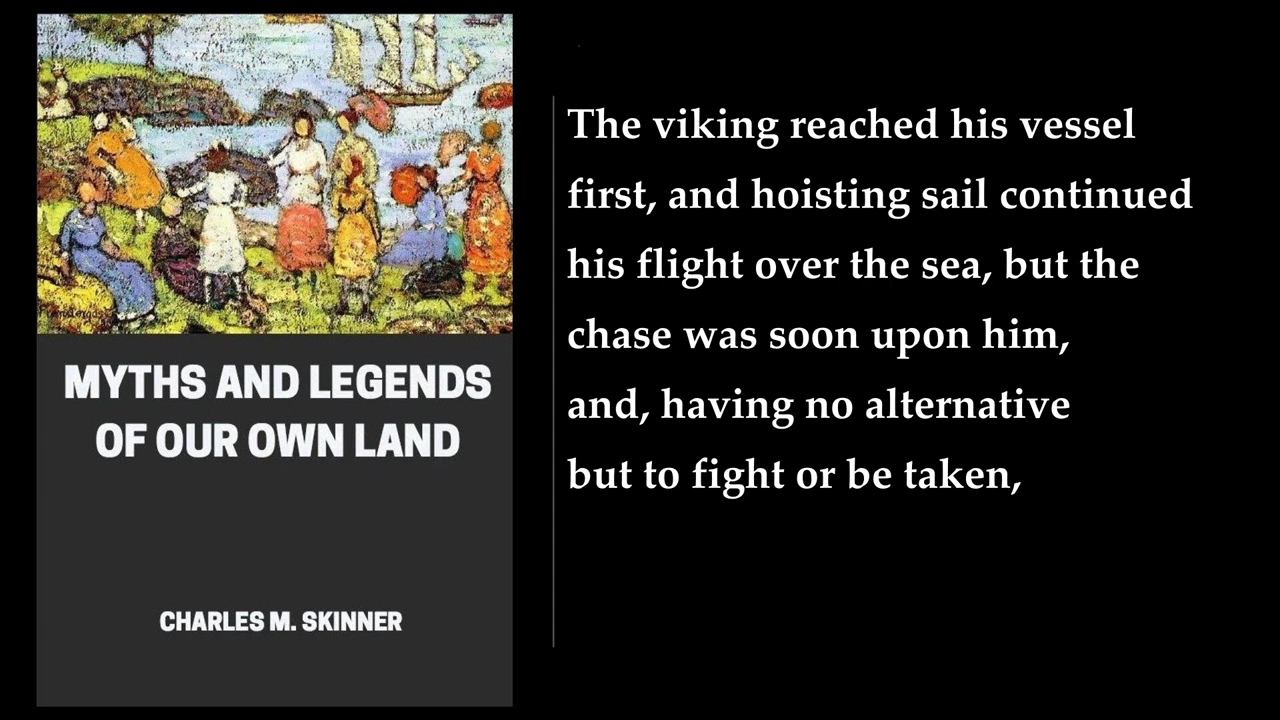 MYTHS AND LEGENDS
OF OUR OWN LAND
CHARLES M. SKINNER
The viking reached his vessel
first, and hoisting sail continued
his flight over the sea, but the
chase was soon upon him,
and, having no alternative
but to fight or be taken,